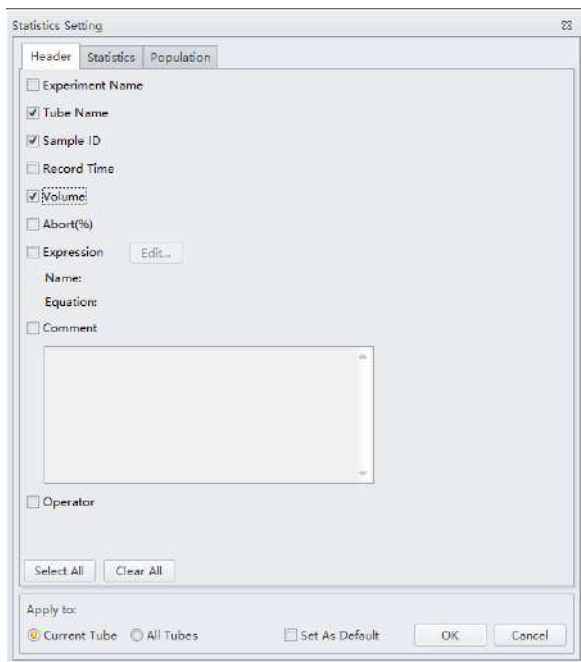 Statistics Setting
Header Statistics Population
Experiment Name
Tube Name
Sample ID
Record Time
Volume
Abort(%)
Expression Edit...
Name:
Equation:
Comment
Operator
Select All Clear All
Apply to:
Current Tube All Tubes Set As Default OK Cancel